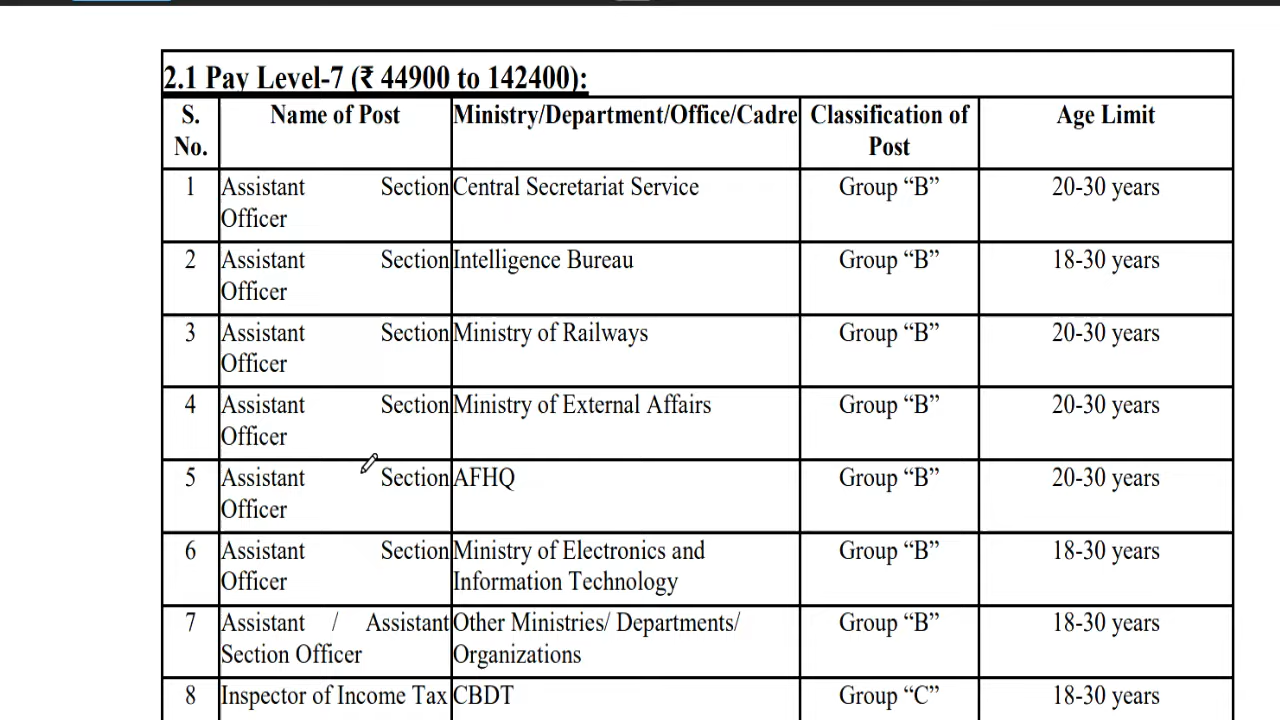 2.1 Pay Level-7 (₹ 44900 to 142400):
S. No. Name of Post Ministry/Department/Office/Cadre Classification of Post Age Limit
1 Assistant Section Officer Central Secretariat Service Group “B” 20-30 years
2 Assistant Section Officer Intelligence Bureau Group “B” 18-30 years
3 Assistant Section Officer Ministry of Railways Group “B” 20-30 years
4 Assistant Section Officer Ministry of External Affairs Group “B” 20-30 years
5 Assistant Section Officer AFHQ Group “B” 20-30 years
6 Assistant Section Officer Ministry of Electronics and Information Technology Group “B” 18-30 years
7 Assistant / Assistant Section Officer Other Ministries/ Departments/ Organizations Group “B” 18-30 years
8 Inspector of Income Tax CBDT Group “C” 18-30 years